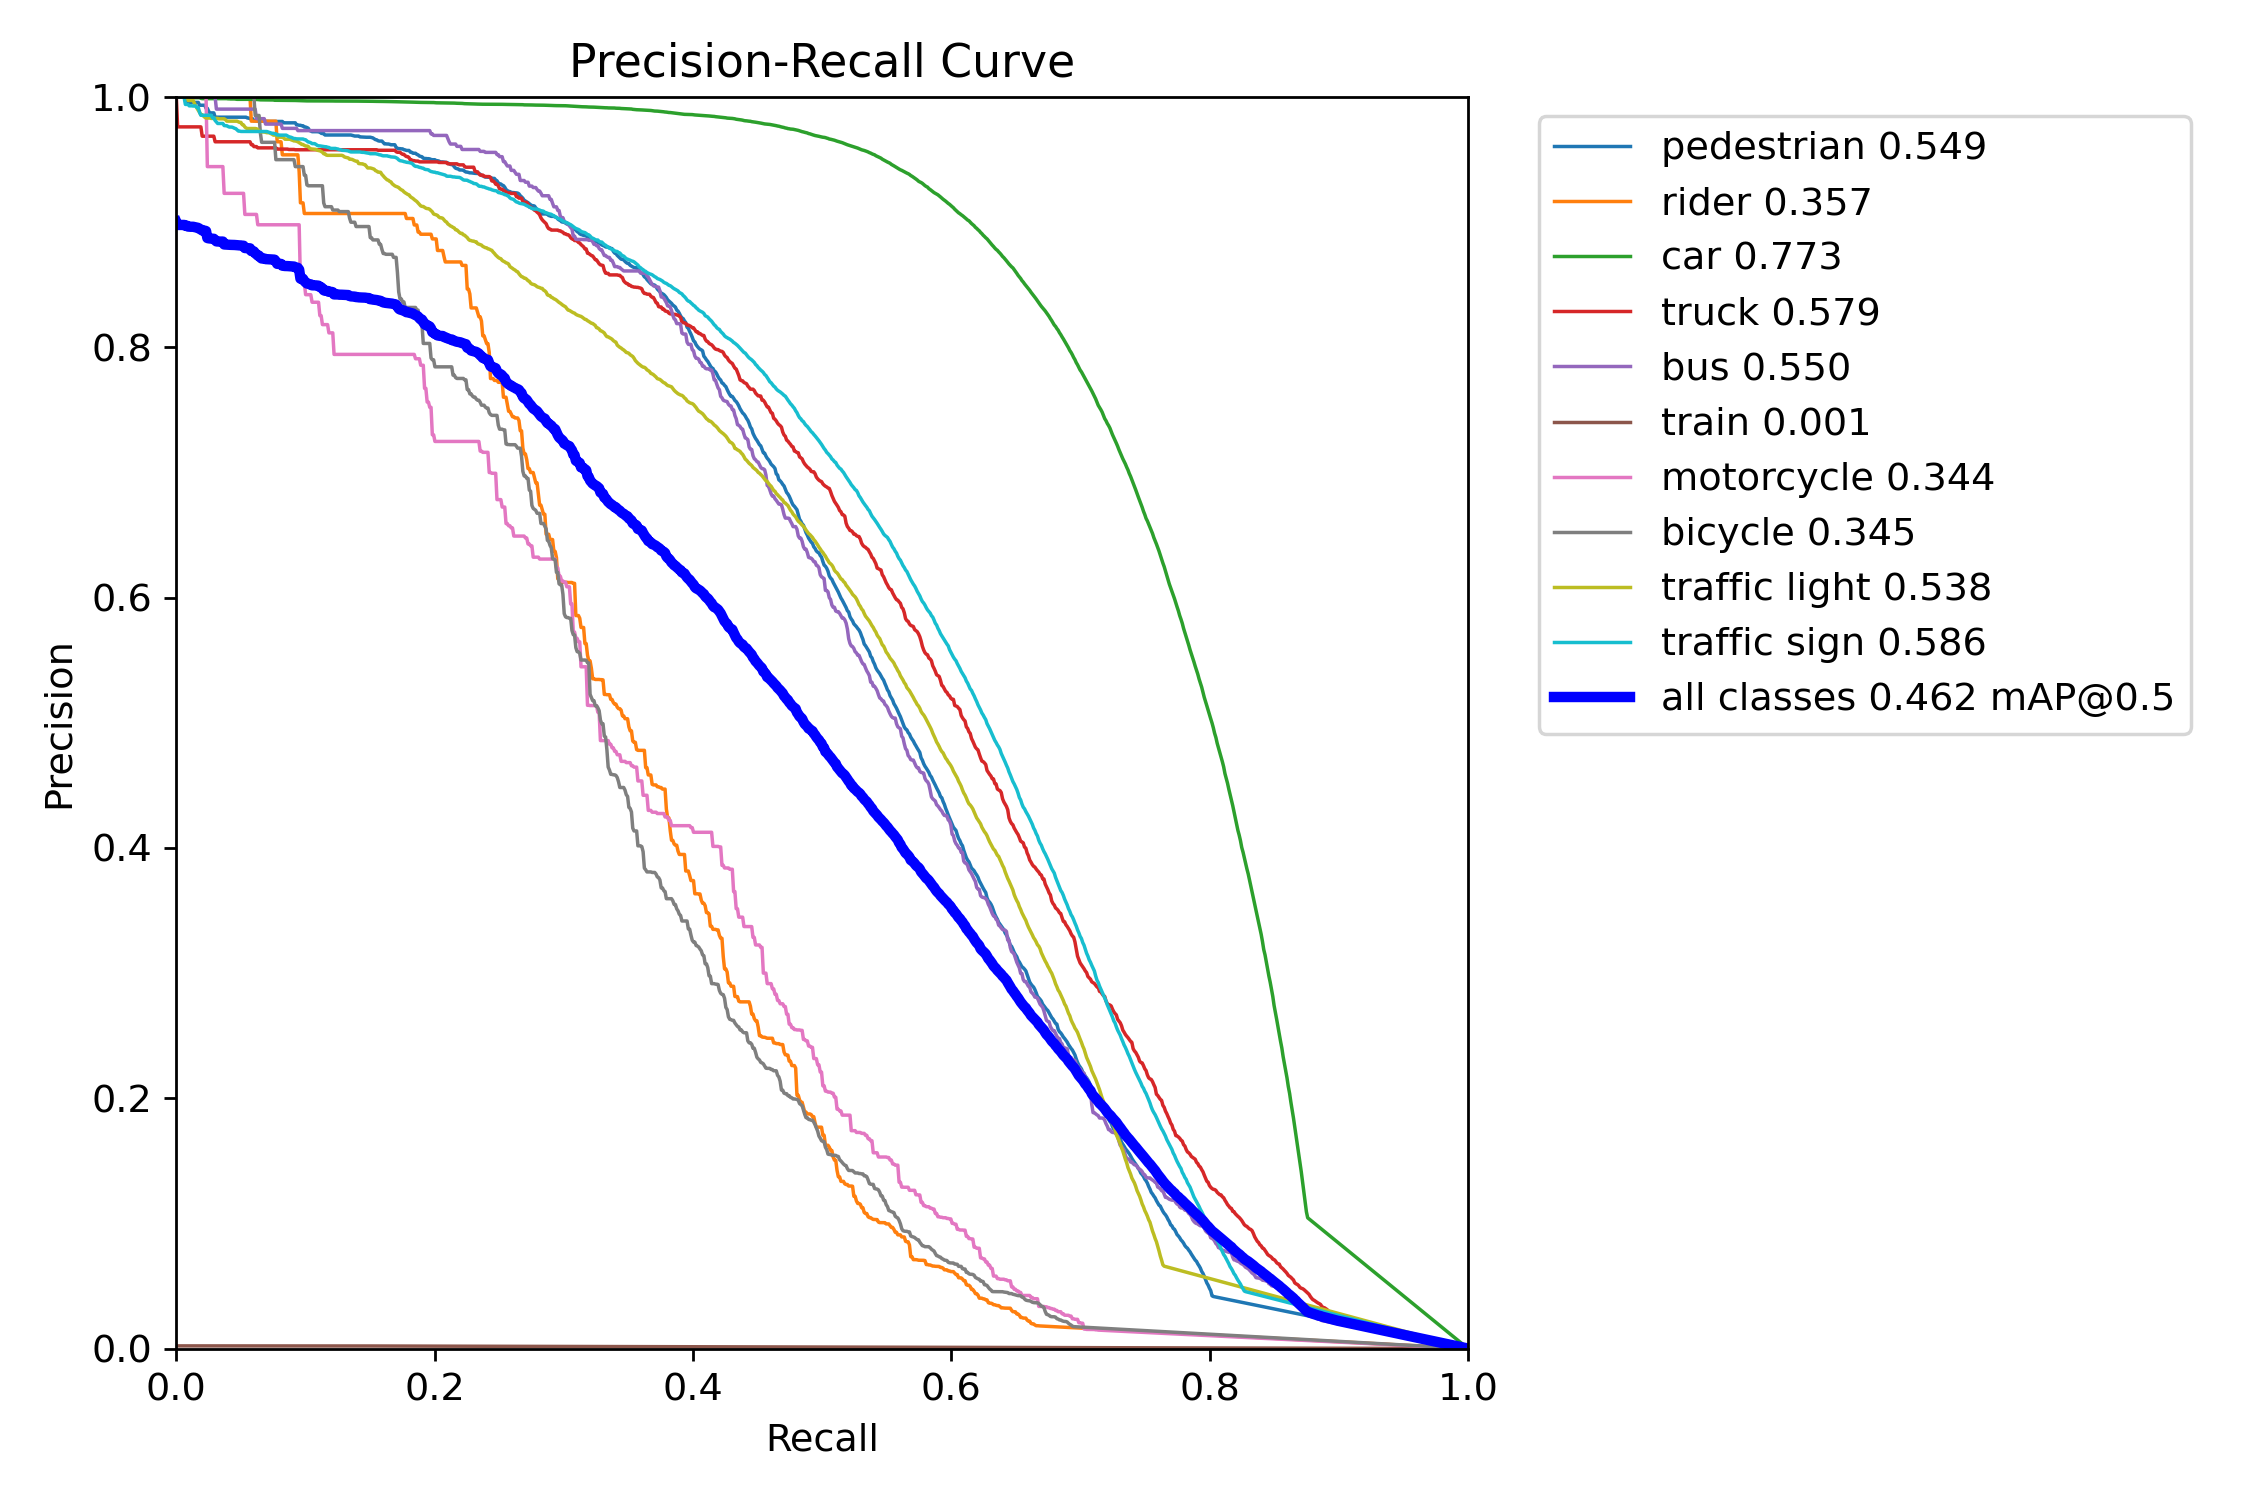 Precision-Recall Curve
1.0
0.8
0.6
0.4
0.2
0.0
Precision
0.0 0.2 0.4 0.6 0.8 1.0
Recall
pedestrian 0.549
rider 0.357
car 0.773
truck 0.579
bus 0.550
train 0.001
motorcycle 0.344
bicycle 0.345
traffic light 0.538
traffic sign 0.586
all classes 0.462 mAP@0.5